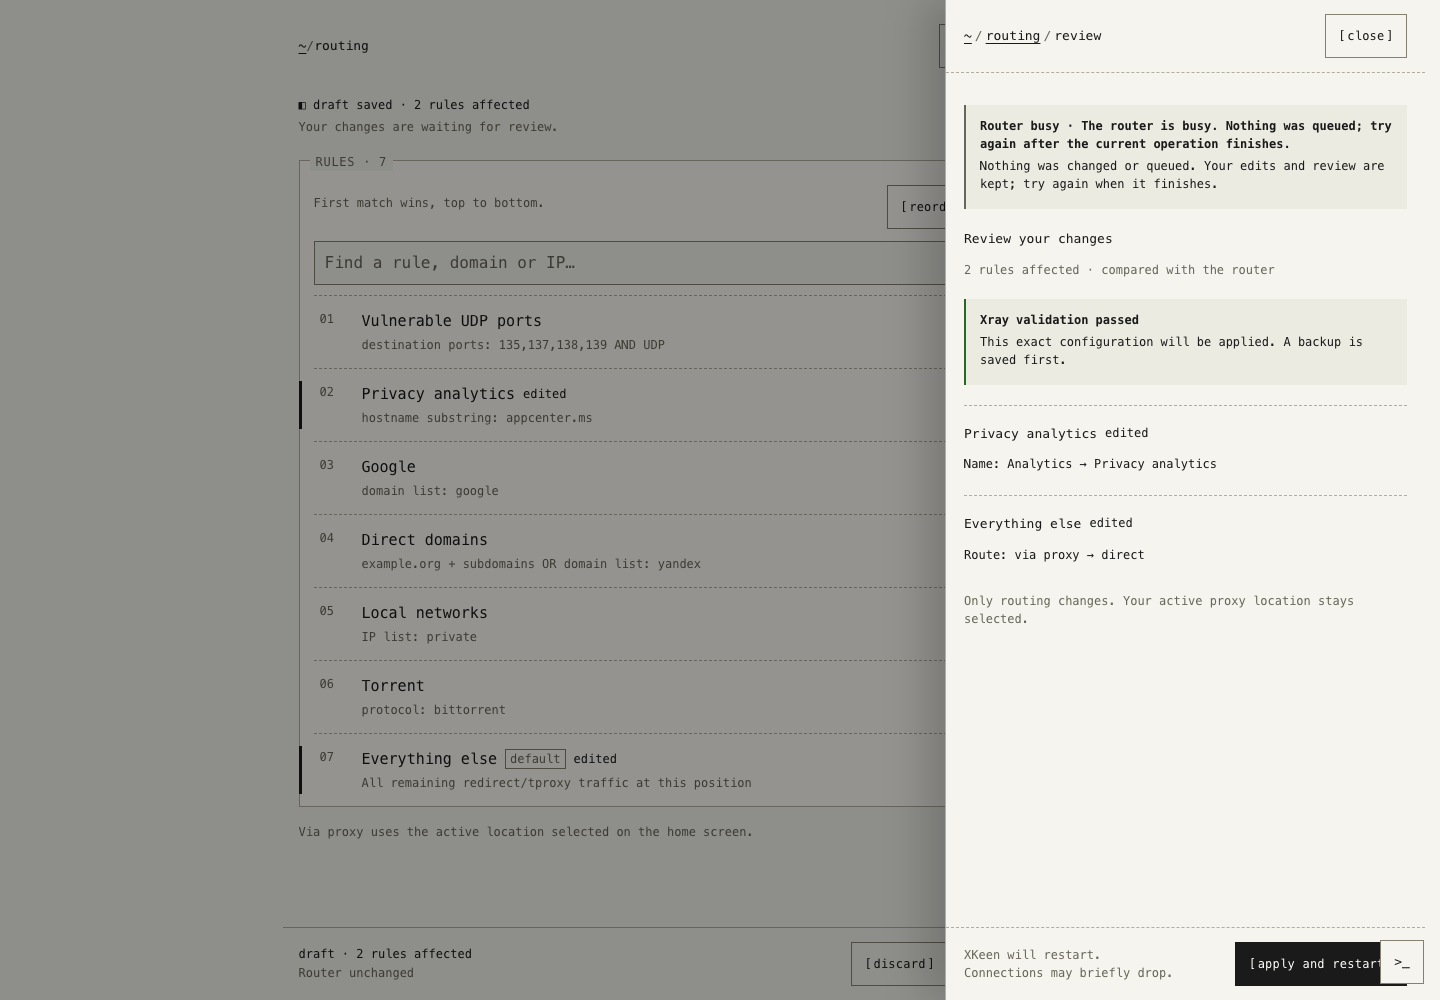 ~/routing
◧ draft saved · 2 rules affected
Your changes are waiting for review.
RULES · 7
First match wins, top to bottom.
Find a rule, domain or IP…
01 Vulnerable UDP ports
destination ports: 135,137,138,139 AND UDP
02 Privacy analytics edited
hostname substring: appcenter.ms
03 Google
domain list: google
04 Direct domains
example.org + subdomains OR domain list: yandex
05 Local networks
IP list: private
06 Torrent
protocol: bittorrent
07 Everything else default edited
All remaining redirect/tproxy traffic at this position
Via proxy uses the active location selected on the home screen.
draft · 2 rules affected
Router unchanged
[discard]
~ / routing / review
[close]
Router busy · The router is busy. Nothing was queued; try
again after the current operation finishes.
Nothing was changed or queued. Your edits and review are
kept; try again when it finishes.
Review your changes
2 rules affected · compared with the router
Xray validation passed
This exact configuration will be applied. A backup is
saved first.
Privacy analytics edited
Name: Analytics → Privacy analytics
Everything else edited
Route: via proxy → direct
Only routing changes. Your active proxy location stays
selected.
XKeen will restart.
Connections may briefly drop.
[apply and restart
>_